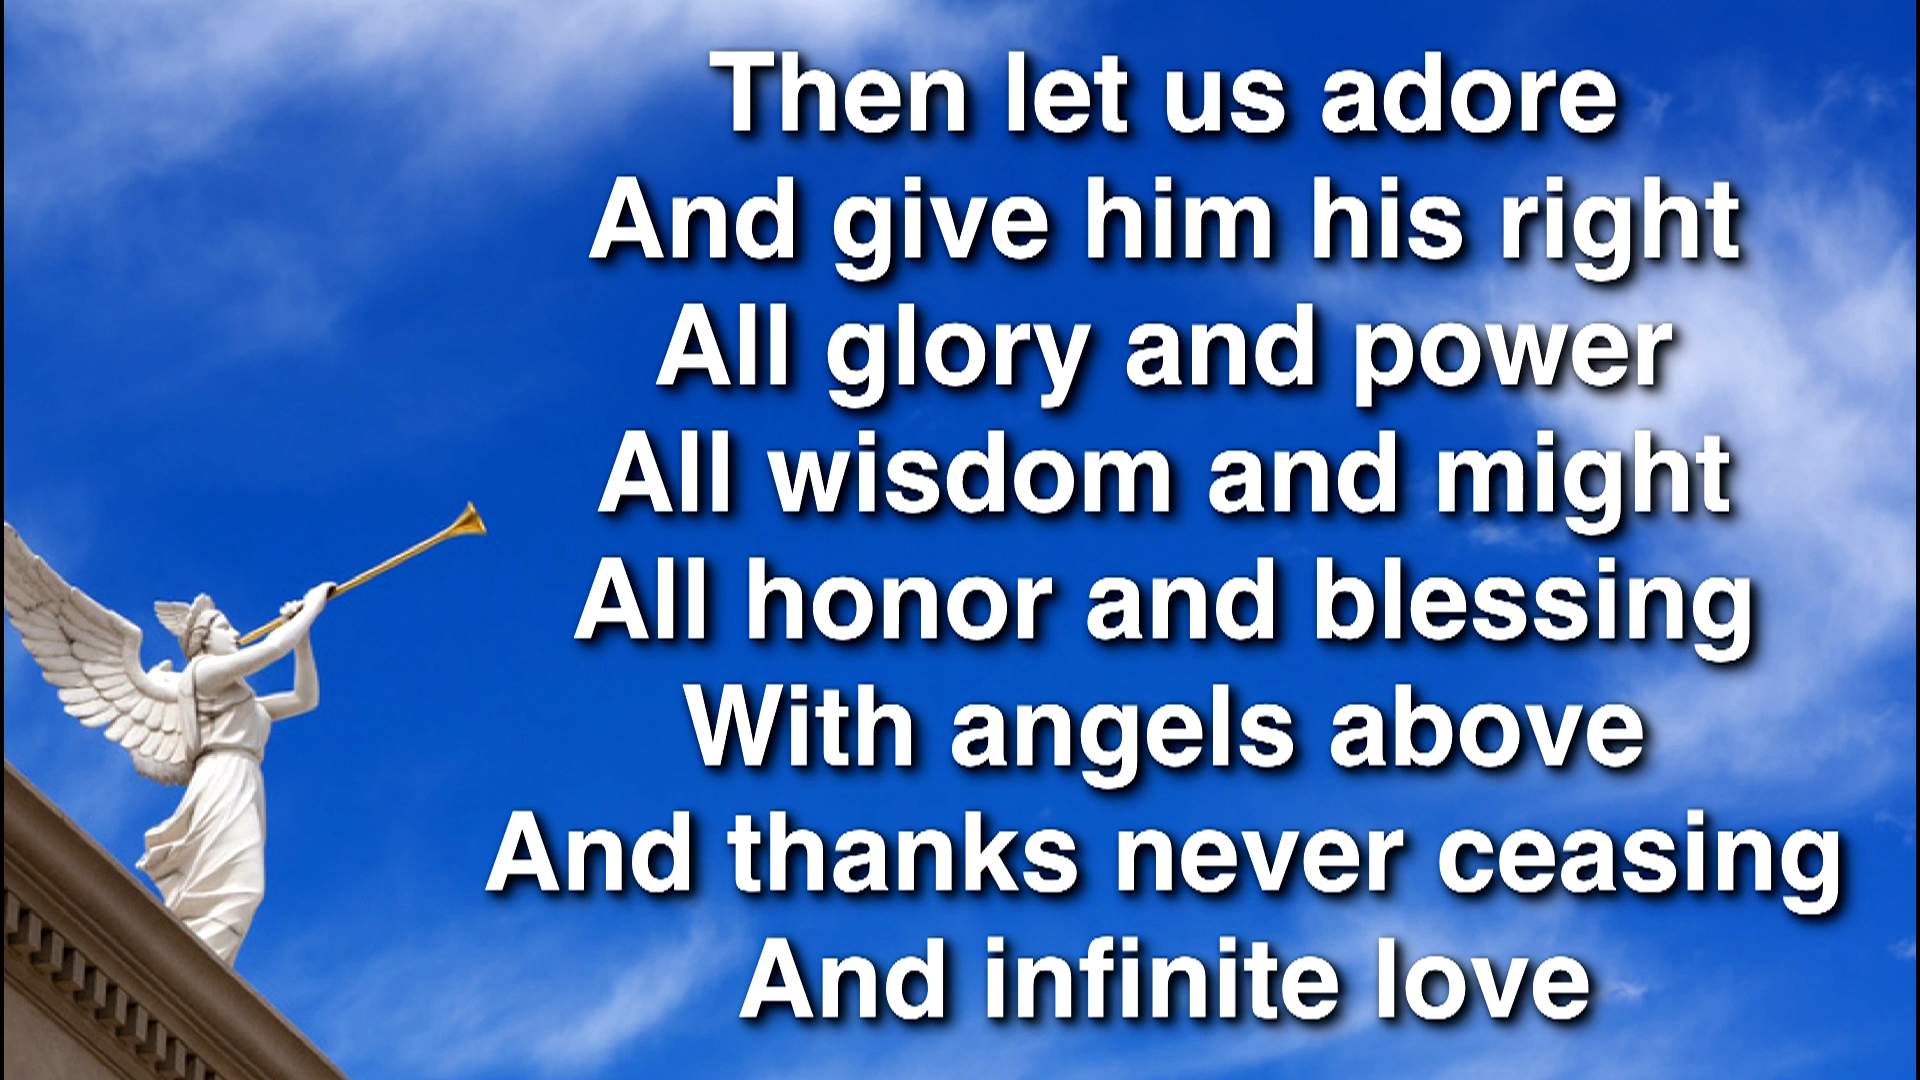 Then let us adore
And give him his right
All glory and power
All wisdom and might
All honor and blessing
With angels above
And thanks never ceasing
And infinite love